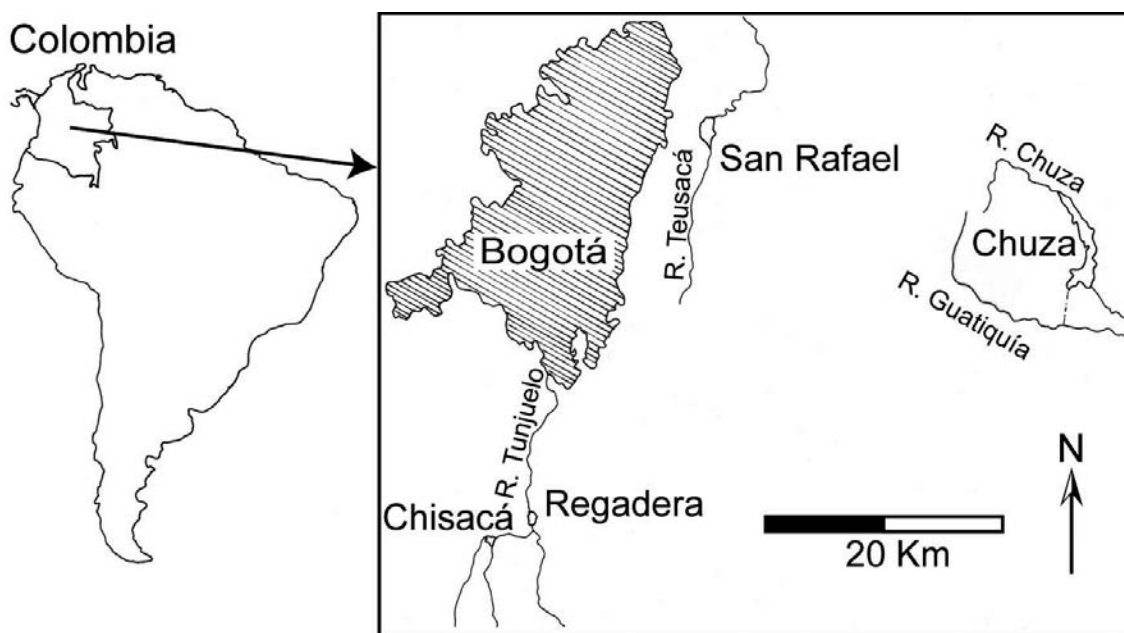 Colombia
Bogotá
R. Teusacá
San Rafael
R. Chuza
Chuza
R. Guatiquía
R. Tunjuelo
Chisacá
Regadera
20 Km
N